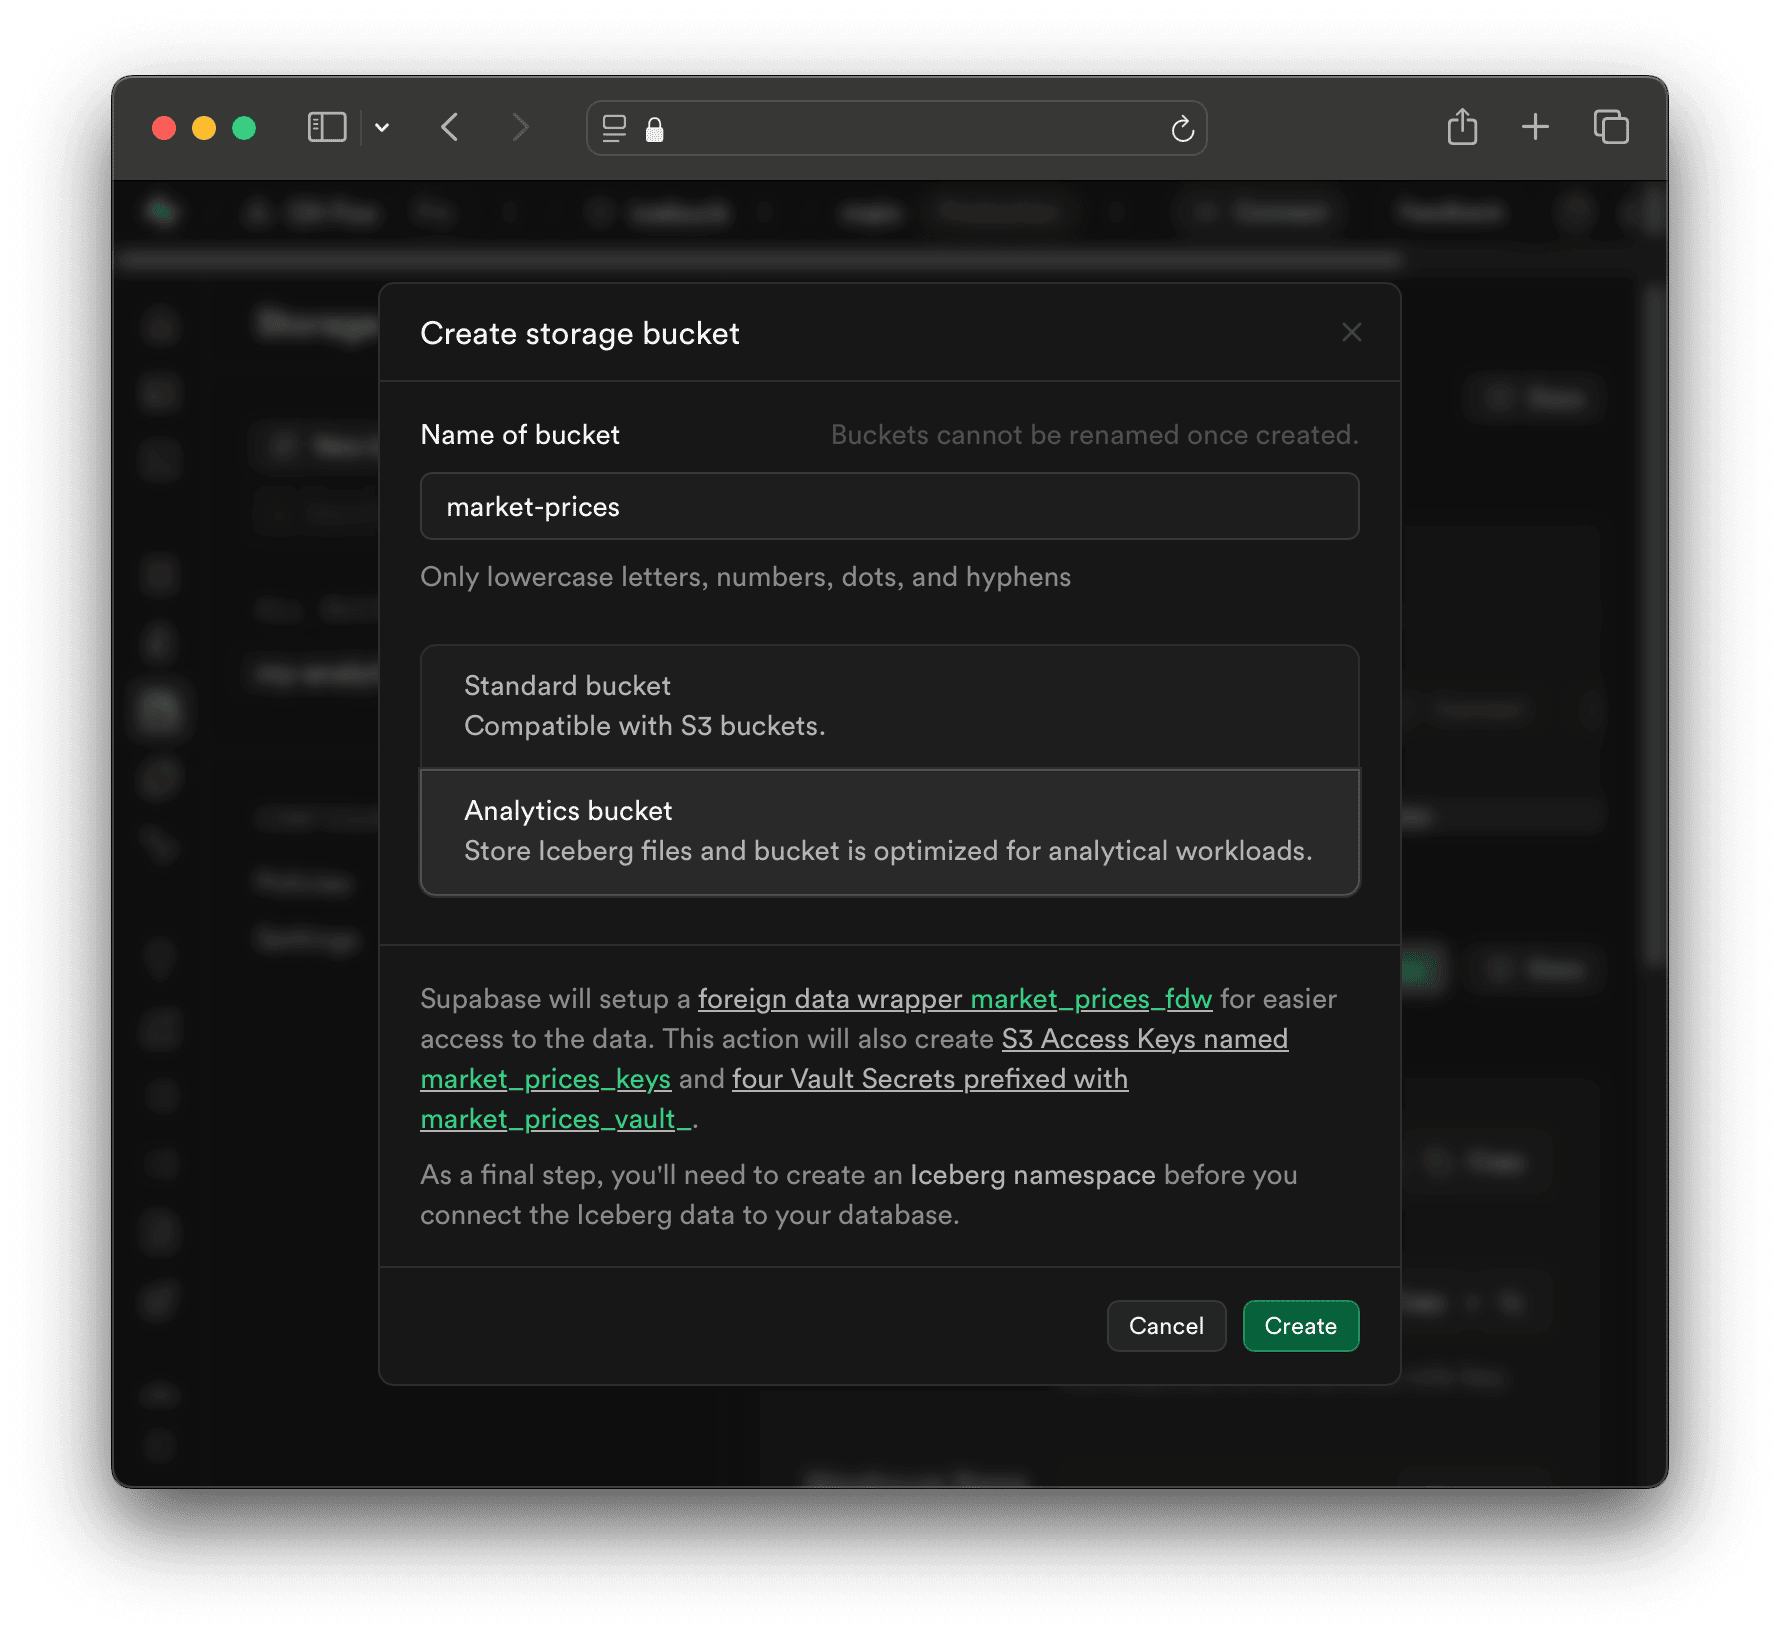 Create storage bucket
Name of bucket
Buckets cannot be renamed once created.
market-prices
Only lowercase letters, numbers, dots, and hyphens
Standard bucket
Compatible with S3 buckets.
Analytics bucket
Store Iceberg files and bucket is optimized for analytical workloads.
Supabase will setup a foreign data wrapper market_prices_fdw for easier
access to the data. This action will also create S3 Access Keys named
market_prices_keys and four Vault Secrets prefixed with
market_prices_vault_.
As a final step, you'll need to create an Iceberg namespace before you
connect the Iceberg data to your database.
Cancel
Create